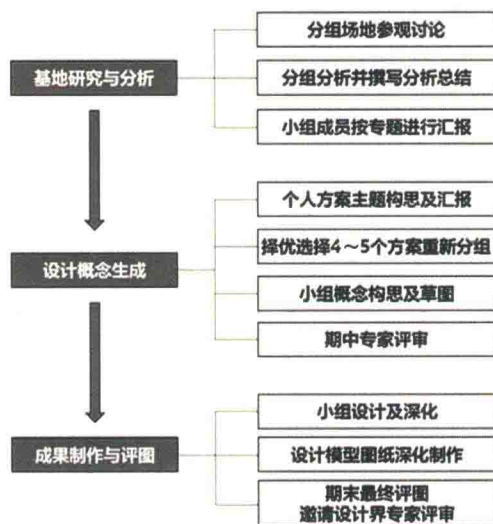 分组场地参观讨论
基地研究与分析
分组分析并撰写分析总结
小组成员按专题进行汇报
个人方案主题构思及汇报
择优选择4～5个方案重新分组
设计概念生成
小组概念构思及草图
期中专家评审
小组设计及深化
成果制作与评图
设计模型图纸深化制作
期末最终评图
邀请设计界专家评审